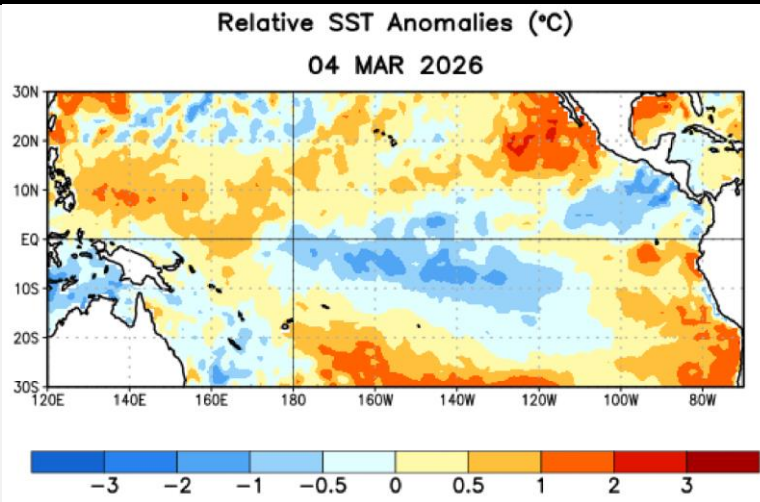 Relative SST Anomalies (°C)
04 MAR 2026
30N
20N
10N
EQ
10S
20S
30S
120E 140E 160E 180 160W 140W 120W 100W 80W
-3 -2 -1 -0.5 0 0.5 1 2 3